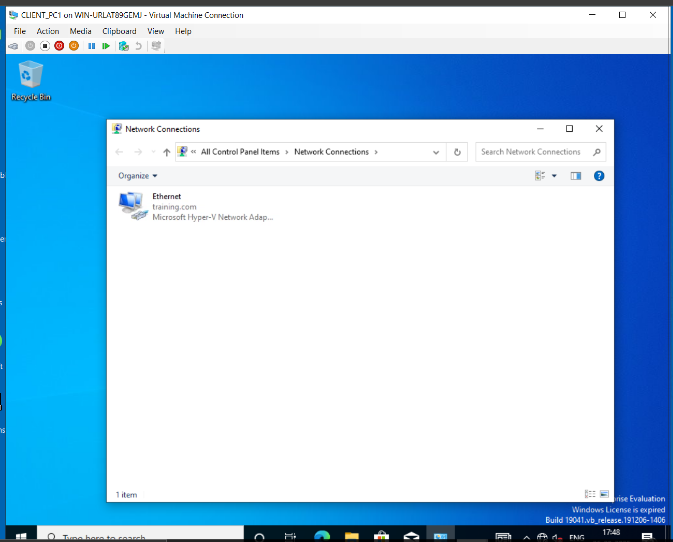 CLIENT_PC1 on WIN-URLAT89GEMJ - Virtual Machine Connection
File Action Media Clipboard View Help
Recycle Bin
Network Connections
« All Control Panel Items › Network Connections ›
Search Network Connections
Organize
Ethernet
training.com
Microsoft Hyper-V Network Adap...
1 item
rise Evaluation
Windows License is expired
Build 19041.vb_release.191206-1406
Type here to search
ENG
17:48